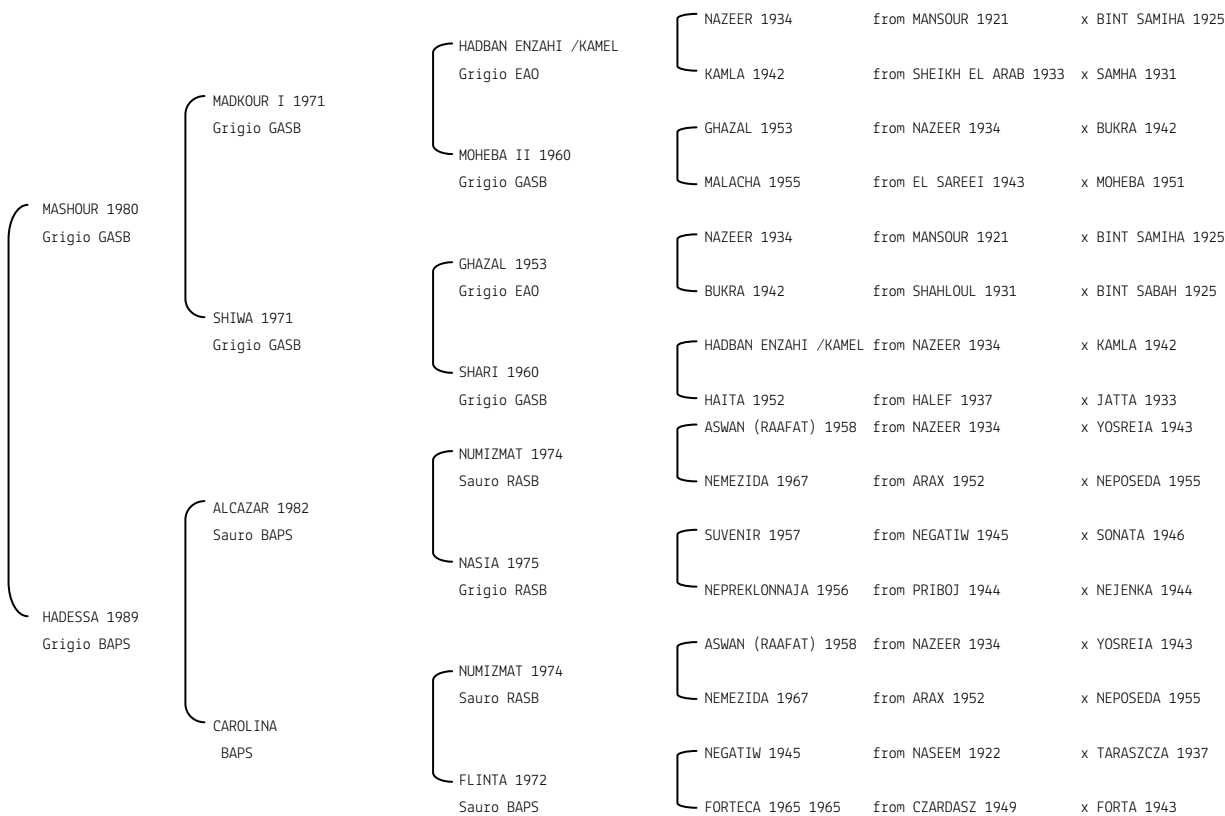 NAZEER 1934 from MANSOUR 1921 x BINT SAMIHA 1925
HADBAN ENZAHI /KAMEL
Grigio EAO KAMLA 1942 from SHEIKH EL ARAB 1933 x SAMHA 1931
MADKOUR I 1971
Grigio GASB GHAZAL 1953 from NAZEER 1934 x BUKRA 1942
MOHEBA II 1960
Grigio GASB MALACHA 1955 from EL SAREEI 1943 x MOHEBA 1951
MASHOUR 1980
Grigio GASB NAZEER 1934 from MANSOUR 1921 x BINT SAMIHA 1925
GHAZAL 1953
Grigio EAO BUKRA 1942 from SHAHLOUL 1931 x BINT SABAH 1925
SHIWA 1971
Grigio GASB HADBAN ENZAHI /KAMEL from NAZEER 1934 x KAMLA 1942
SHARI 1960
Grigio GASB HAITA 1952 from HALEF 1937 x JATTA 1933
ASWAN (RAAFAT) 1958 from NAZEER 1934 x YOSREIA 1943
NUMIZMAT 1974
Sauro RASB NEMEZIDA 1967 from ARAX 1952 x NEPOSEDA 1955
ALCAZAR 1982
Sauro BAPS SUVENIR 1957 from NEGATIW 1945 x SONATA 1946
NASIA 1975
Grigio RASB NEPREKLONNAJA 1956 from PRIBOJ 1944 x NEJENKA 1944
HADESSA 1989
Grigio BAPS ASWAN (RAAFAT) 1958 from NAZEER 1934 x YOSREIA 1943
NUMIZMAT 1974
Sauro RASB NEMEZIDA 1967 from ARAX 1952 x NEPOSEDA 1955
CAROLINA
BAPS NEGATIW 1945 from NASEEM 1922 x TARASZCZA 1937
FLINTA 1972
Sauro BAPS FORTECA 1965 1965 from CZARDASZ 1949 x FORTA 1943